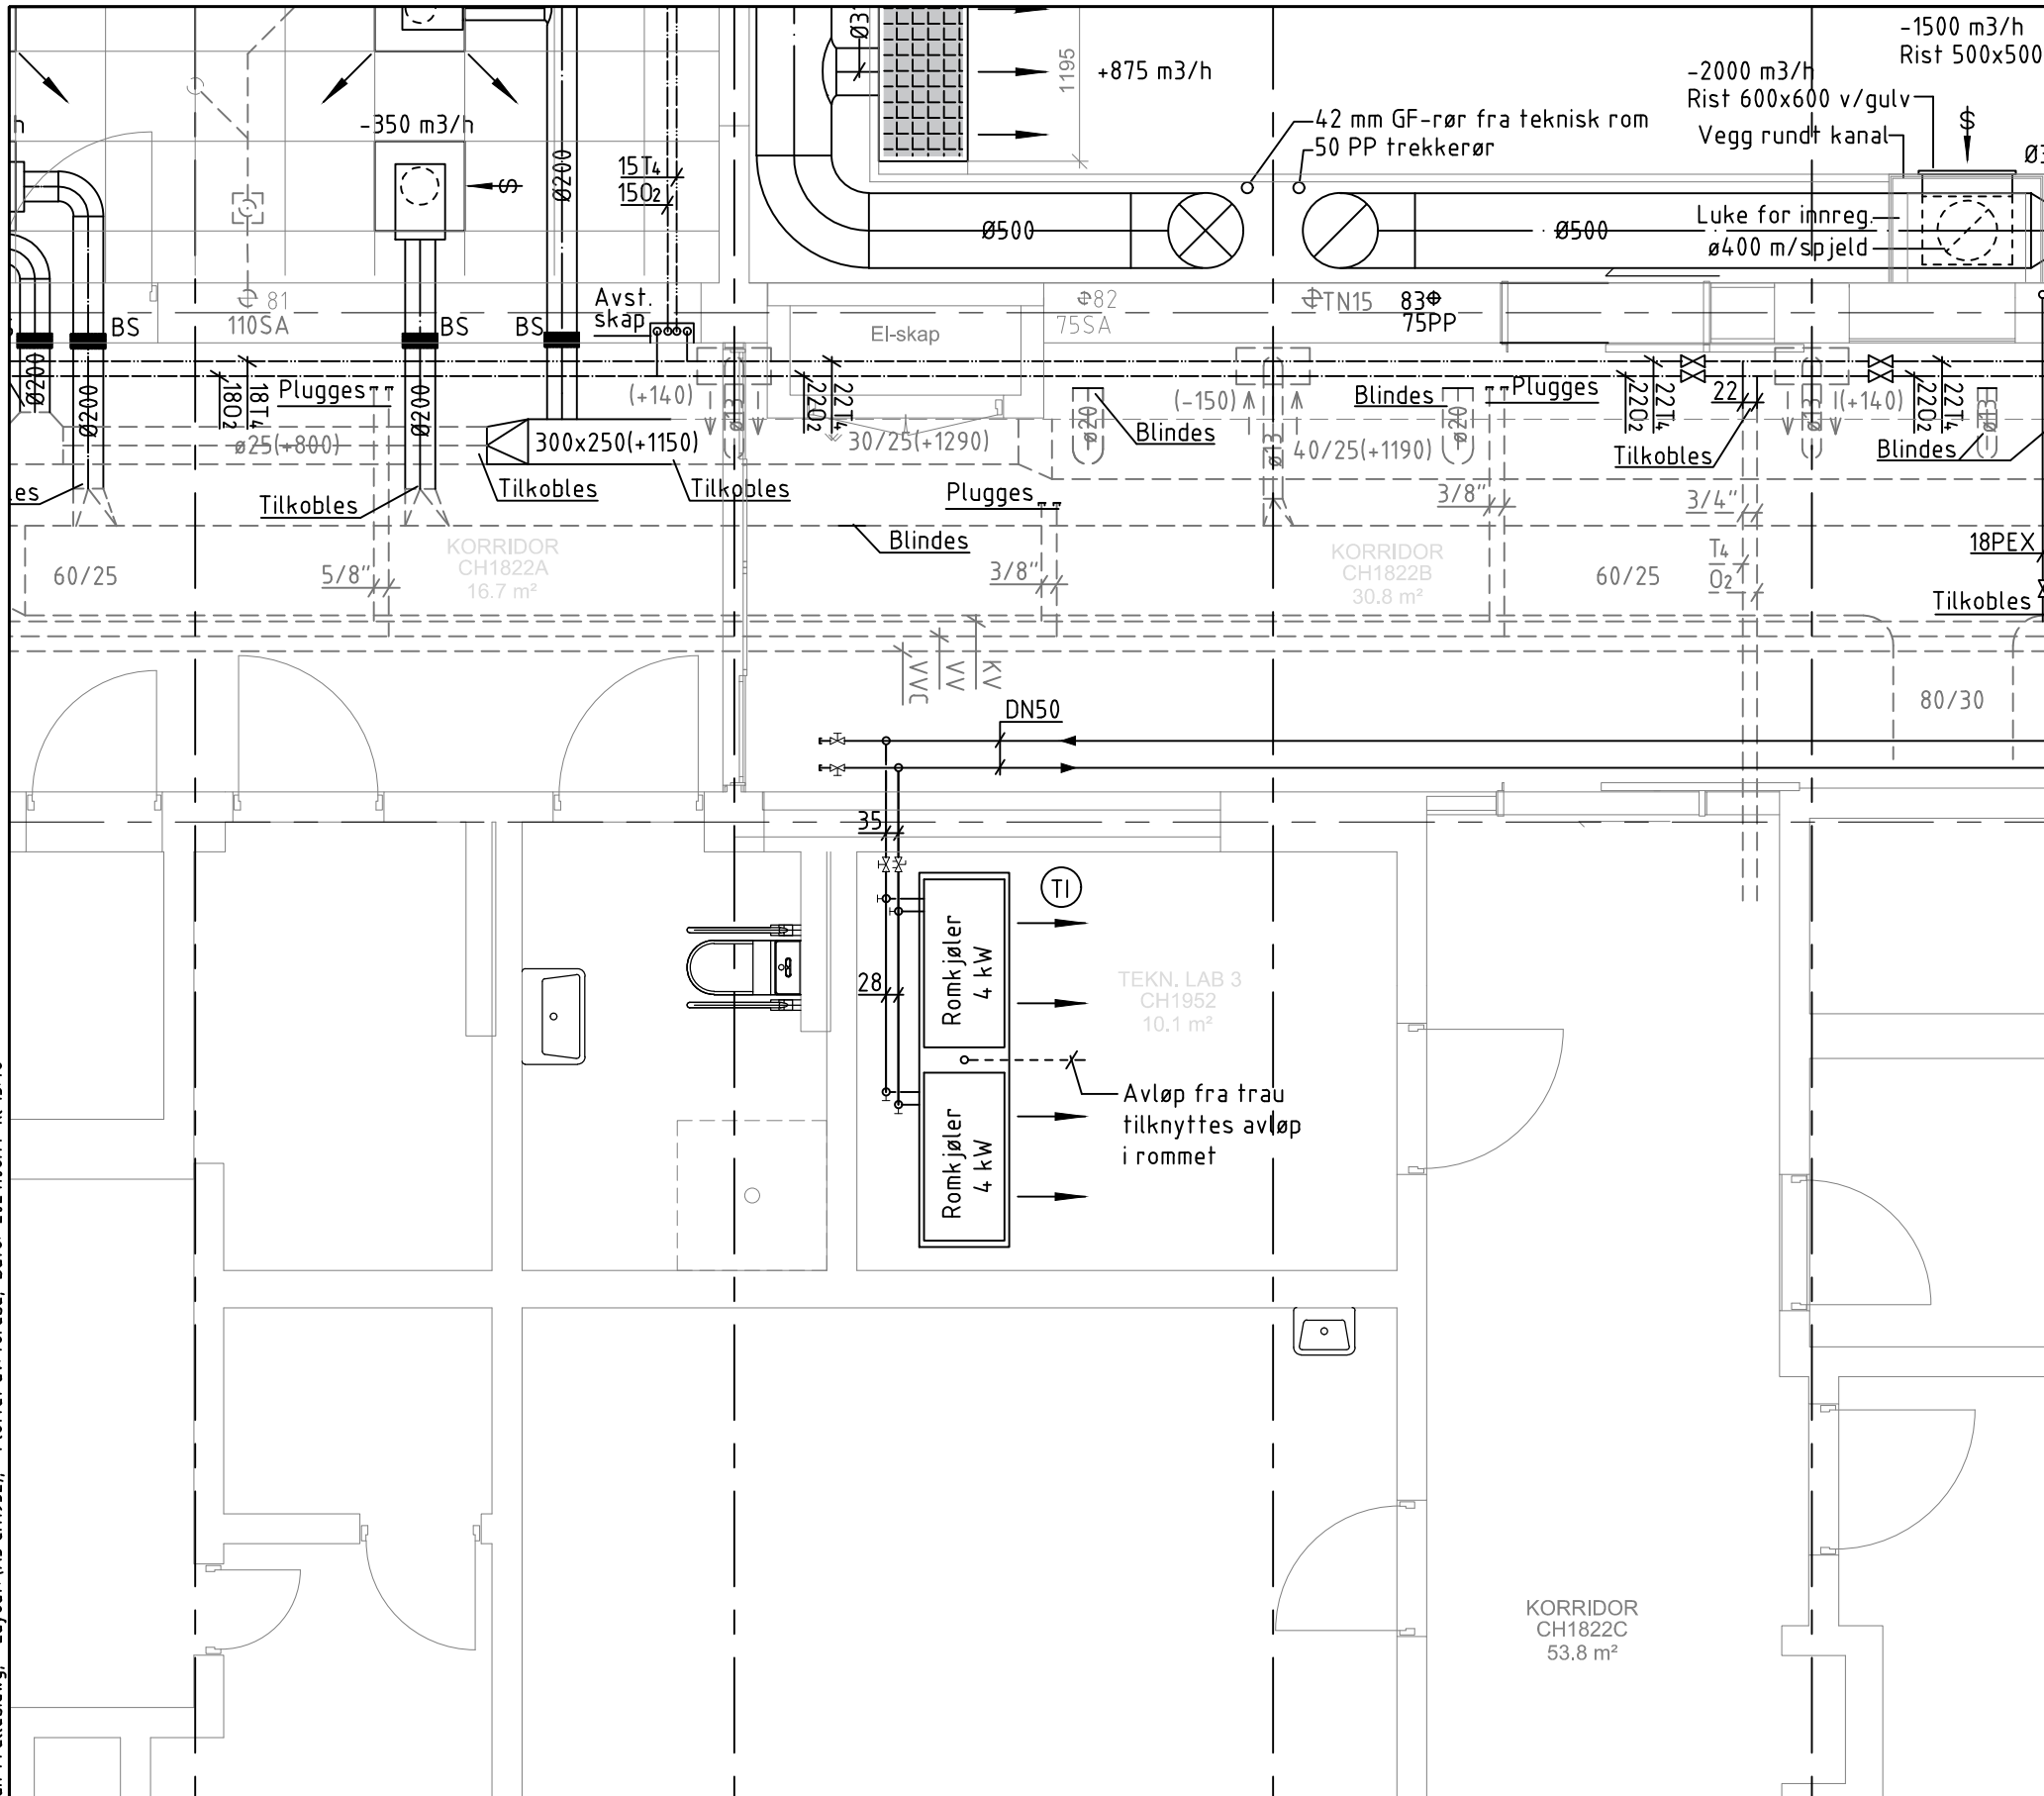 -1500 m3/h
Rist 500x500
-2000 m3/h
Rist 600x600 v/gulv
Vegg rundt kanal
S
+875 m3/h
1195
42 mm GF-rør fra teknisk rom
50 PP trekkerør
h
-350 m3/h
S
Ø200
15T4
15O2
Ø500
Ø500
Luke for innreg.
ø400 m/spjeld
81
110SA
BS
BS
BS
Avst.
skap
El-skap
82
75SA
TN15
83
75PP
Ø200
Ø200
18O2
18T4
Plugges
Ø200
(+140)
ø13
22O2
22T4
ø20
Blindes
(-150)
ø13
Blindes
ø20
Plugges
22O2
22T4
22
ø13
(+140)
22O2
22T4
ø13
ø25(+800)
300x250(+1150)
30/25(+1290)
40/25(+1190)
Tilkobles
Blindes
Tilkobles
Tilkobles
Tilkobles
Plugges
3/8"
3/4"
Blindes
18PEX
KORRIDOR
CH1822A
16.7 m²
60/25
5/8"
3/8"
KORRIDOR
CH1822B
30.8 m²
60/25
T4
O2
Tilkobles
VVC
VV
KV
80/30
DN50
35
TI
Romkjøler
4 kW
28
TEKN. LAB 3
CH1952
10.1 m²
Romkjøler
4 kW
Avløp fra trau
tilknyttes avløp
i rommet
KORRIDOR
CH1822C
53.8 m²